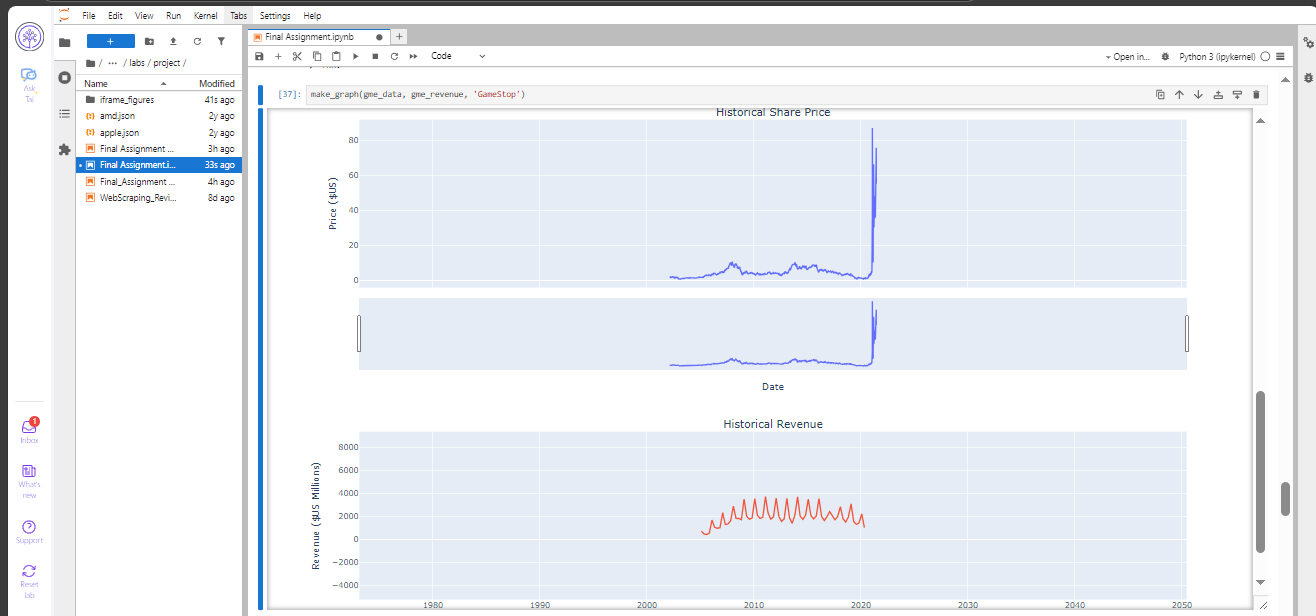 File Edit View Run Kernel Tabs Settings Help
Ask Tai
+
/ ··· / labs / project /
Name Modified
iframe_figures 41s ago
amd.json 2y ago
apple.json 2y ago
Final Assignment ... 3h ago
Final Assignment.i... 33s ago
Final_Assignment ... 4h ago
WebScraping_Revi... 8d ago
1
Inbox
What's new
Support
Reset lab
Final Assignment.ipynb
+
Code
Open in...
Python 3 (ipykernel)
[37]: make_graph(gme_data, gme_revenue, 'GameStop')
Historical Share Price
80
60
40
20
0
Price ($US)
Date
Historical Revenue
8000
6000
4000
2000
0
−2000
−4000
Revenue ($US Millions)
1980 1990 2000 2010 2020 2030 2040 2050